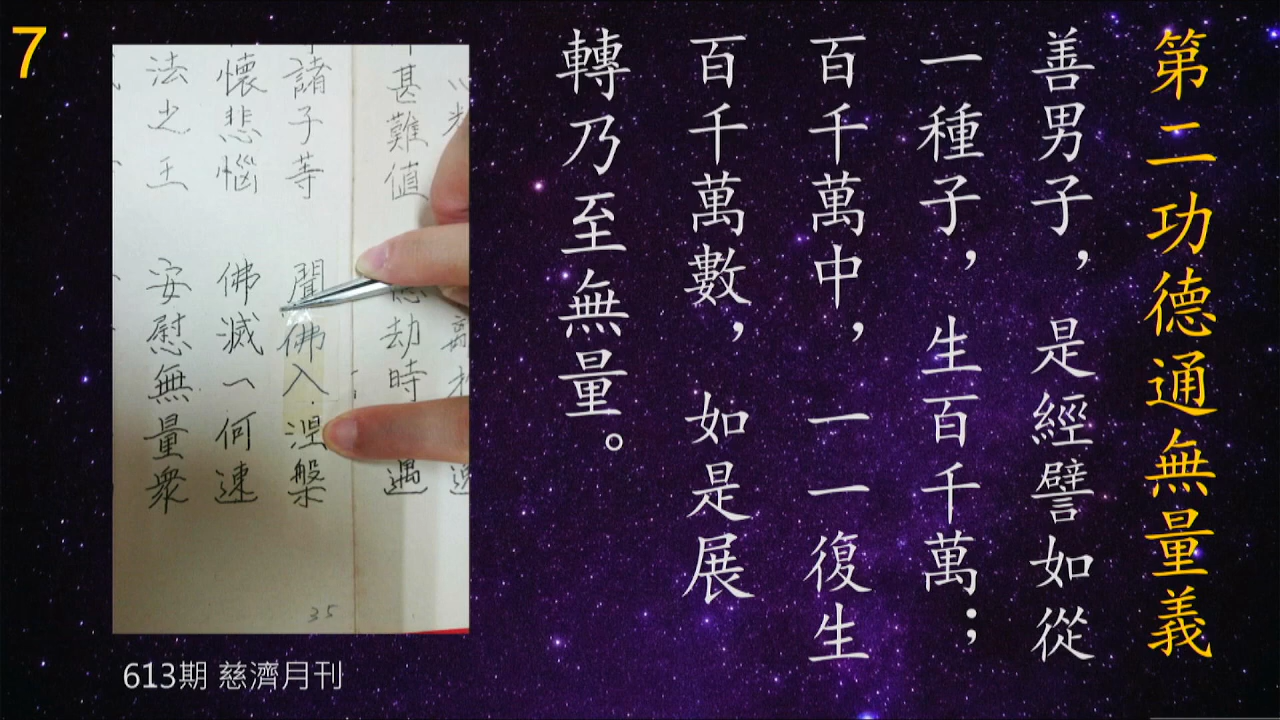 7
第二功德通無量義
善男子，是經譬如從
一種子，生百千萬；
百千萬中，一一復生
百千萬數，如是展
轉乃至無量。
甚難值
劫時
遇
諸子等 聞佛入涅槃
懷悲惱 佛滅一何速
法之王 安慰無量眾
35
613期 慈濟月刊